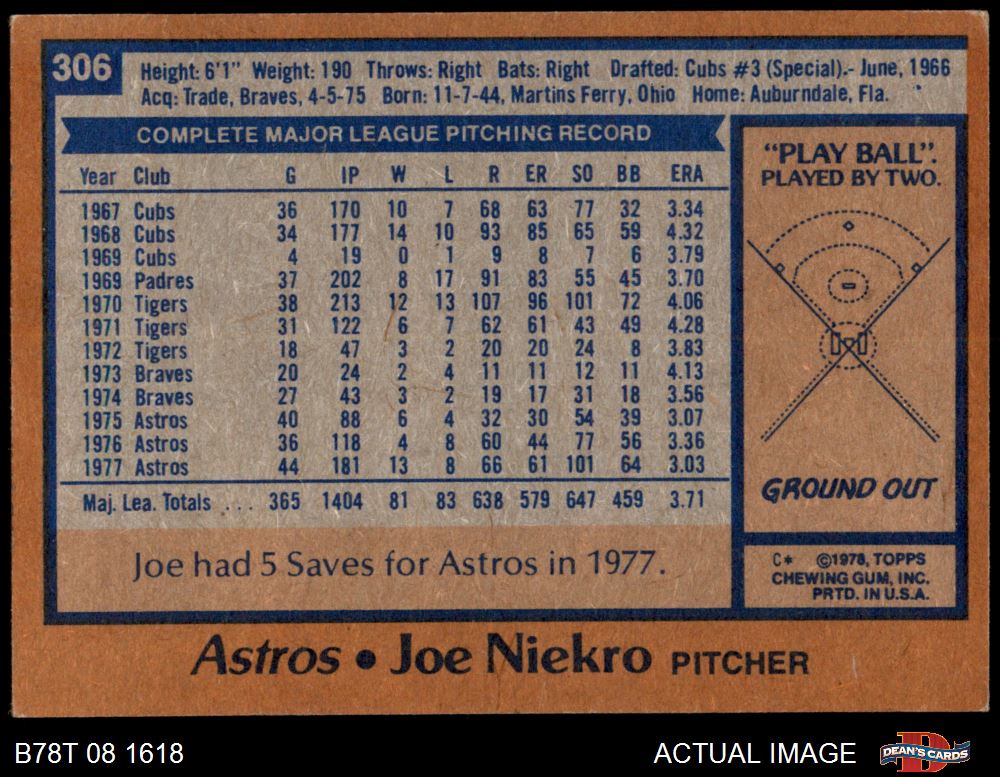 306
Height: 6'1" Weight: 190 Throws: Right Bats: Right Drafted: Cubs #3 (Special).- June, 1966
Acq: Trade, Braves, 4-5-75 Born: 11-7-44, Martins Ferry, Ohio Home: Auburndale, Fla.
COMPLETE MAJOR LEAGUE PITCHING RECORD
Year Club G IP W L R ER SO BB ERA
1967 Cubs 36 170 10 7 68 63 77 32 3.34
1968 Cubs 34 177 14 10 93 85 65 59 4.32
1969 Cubs 4 19 0 1 9 8 7 6 3.79
1969 Padres 37 202 8 17 91 83 55 45 3.70
1970 Tigers 38 213 12 13 107 96 101 72 4.06
1971 Tigers 31 122 6 7 62 61 43 49 4.28
1972 Tigers 18 47 3 2 20 20 24 8 3.83
1973 Braves 20 24 2 4 11 11 12 11 4.13
1974 Braves 27 43 3 2 19 17 31 18 3.56
1975 Astros 40 88 6 4 32 30 54 39 3.07
1976 Astros 36 118 4 8 60 44 77 56 3.36
1977 Astros 44 181 13 8 66 61 101 64 3.03
Maj. Lea. Totals . . . 365 1404 81 83 638 579 647 459 3.71
Joe had 5 Saves for Astros in 1977.
"PLAY BALL".
PLAYED BY TWO.
GROUND OUT
C* ©1978, TOPPS
CHEWING GUM, INC.
PRTD. IN U.S.A.
Astros • Joe Niekro PITCHER
B78T 08 1618
ACTUAL IMAGE
DEAN'S CARDS